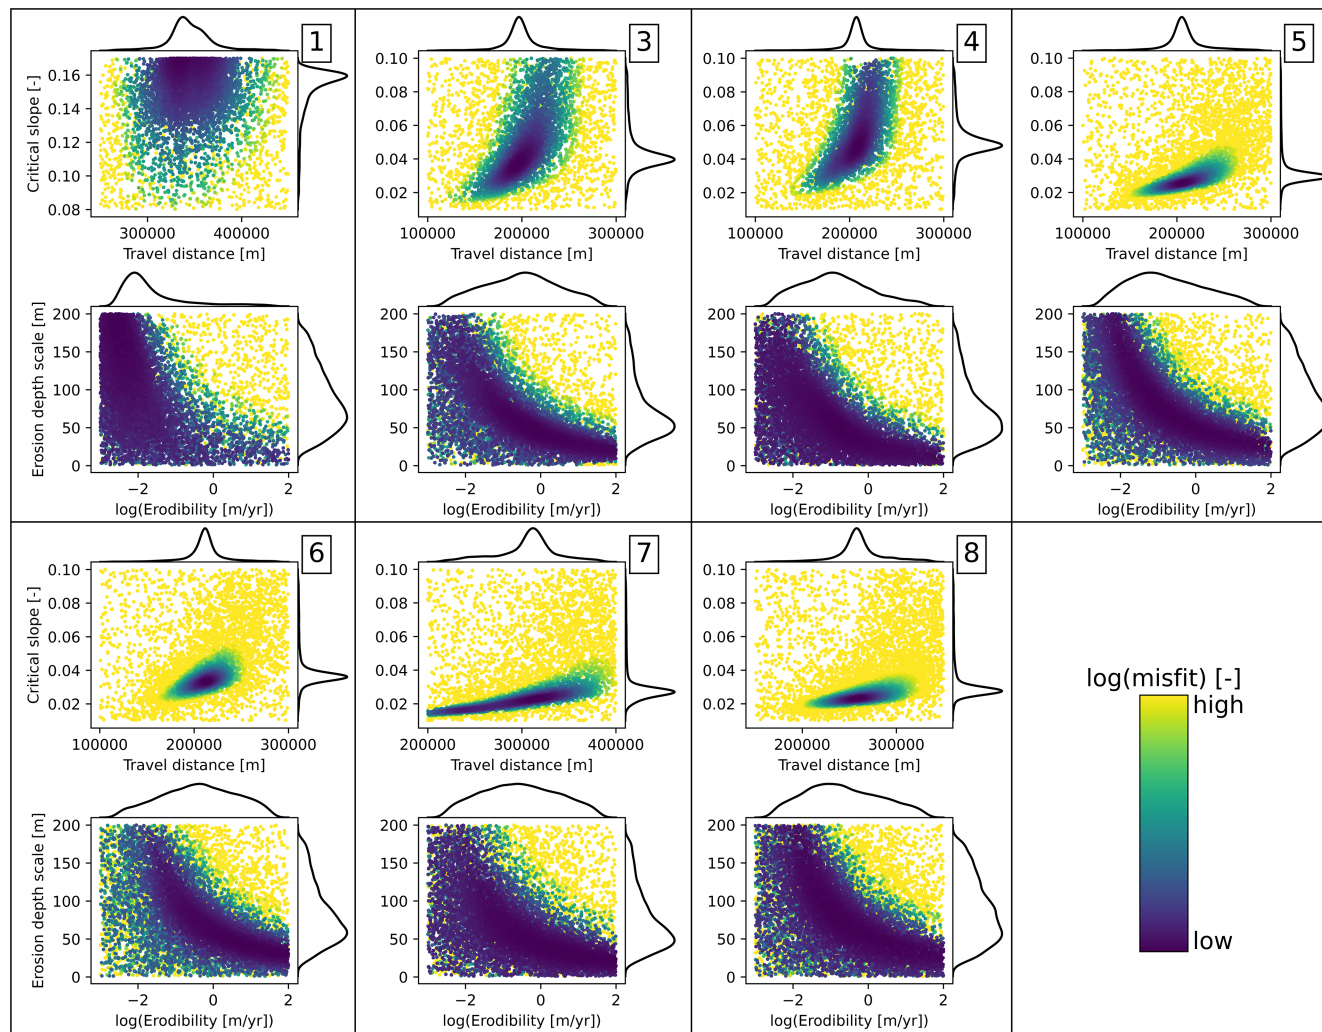 1
3
4
5
0.16
0.14
0.12
0.10
0.08
Critical slope [-]
300000 400000
Travel distance [m]
0.10
0.08
0.06
0.04
0.02
100000 200000 300000
Travel distance [m]
0.10
0.08
0.06
0.04
0.02
100000 200000 300000
Travel distance [m]
0.10
0.08
0.06
0.04
0.02
100000 200000 300000
Travel distance [m]
200
150
100
50
0
Erosion depth scale [m]
−2 0 2
log(Erodibility [m/yr])
200
150
100
50
0
−2 0 2
log(Erodibility [m/yr])
200
150
100
50
0
−2 0 2
log(Erodibility [m/yr])
200
150
100
50
0
−2 0 2
log(Erodibility [m/yr])
6
7
8
0.10
0.08
0.06
0.04
0.02
Critical slope [-]
100000 200000 300000
Travel distance [m]
0.10
0.08
0.06
0.04
0.02
200000 300000 400000
Travel distance [m]
0.10
0.08
0.06
0.04
0.02
200000 300000
Travel distance [m]
200
150
100
50
0
Erosion depth scale [m]
−2 0 2
log(Erodibility [m/yr])
200
150
100
50
0
−2 0 2
log(Erodibility [m/yr])
200
150
100
50
0
−2 0 2
log(Erodibility [m/yr])
log(misfit) [-]
high
low